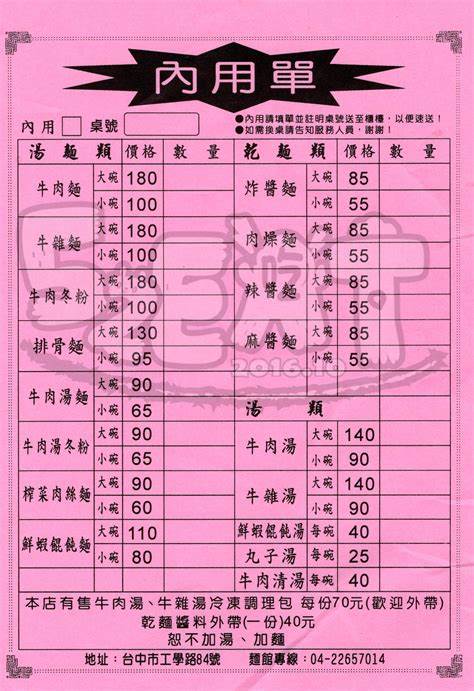 內用單
內用 桌號
●內用請填單並註明桌號送至櫃檯，以便速送！
●如需換桌請告知服務人員，謝謝！
湯麵類 價格 數量
牛肉麵 大碗 180
小碗 100
牛雜麵 大碗 180
小碗 100
牛肉冬粉 大碗 180
小碗 100
排骨麵 大碗 130
小碗 95
牛肉湯麵 大碗 90
小碗 65
牛肉湯冬粉 大碗 90
小碗 65
榨菜肉絲麵 大碗 90
小碗 60
鮮蝦餛飩麵 大碗 110
小碗 80
乾麵類 價格 數量
炸醬麵 大碗 85
小碗 55
肉燥麵 大碗 85
小碗 55
辣醬麵 大碗 85
小碗 55
麻醬麵 大碗 85
小碗 55
湯類
牛肉湯 大碗 140
小碗 90
牛雜湯 大碗 140
小碗 90
鮮蝦餛飩湯 每碗 40
丸子湯 每碗 25
牛肉清湯 每碗 40
本店有售牛肉湯、牛雜湯冷凍調理包 每份70元(歡迎外帶)
乾麵醬料外帶(一份)40元
恕不加湯、加麵
地址：台中市工學路84號 麵館專線：04-22657014
2016.10